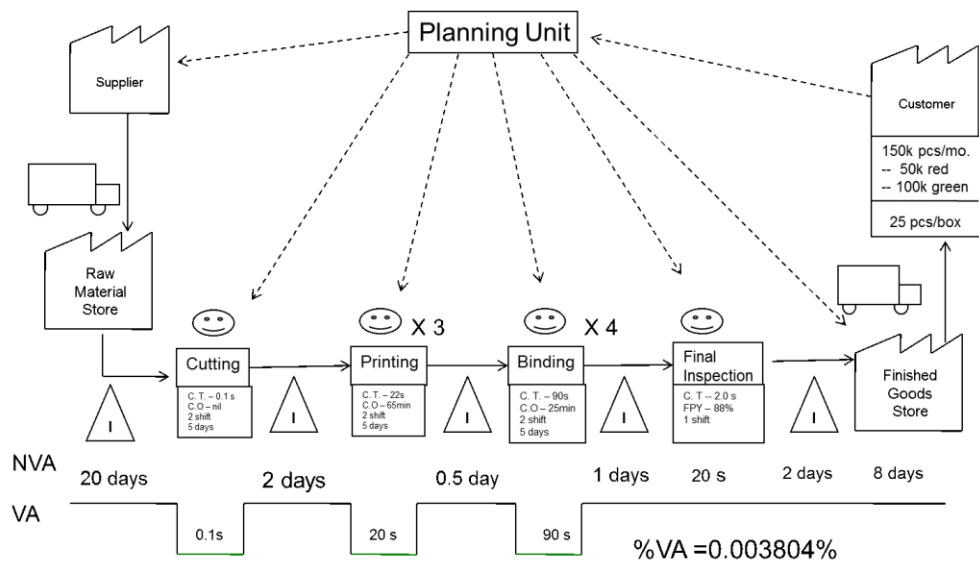 Planning Unit
Supplier
Customer
150k pcs/mo.
-- 50k red
-- 100k green
25 pcs/box
Raw
Material
Store
X 3
X 4
Cutting
C. T. – 0.1 s
C.O – nil
2 shift
5 days
Printing
C. T. – 22s
C.O – 65min
2 shift
5 days
Binding
C. T. – 90s
C.O – 25min
2 shift
5 days
Final
Inspection
C. T -- 2.0 s
FPY – 88%
1 shift
Finished
Goods
Store
I
I
I
I
I
NVA
20 days
2 days
0.5 day
1 days
20 s
2 days
8 days
VA
0.1s
20 s
90 s
%VA =0.003804%